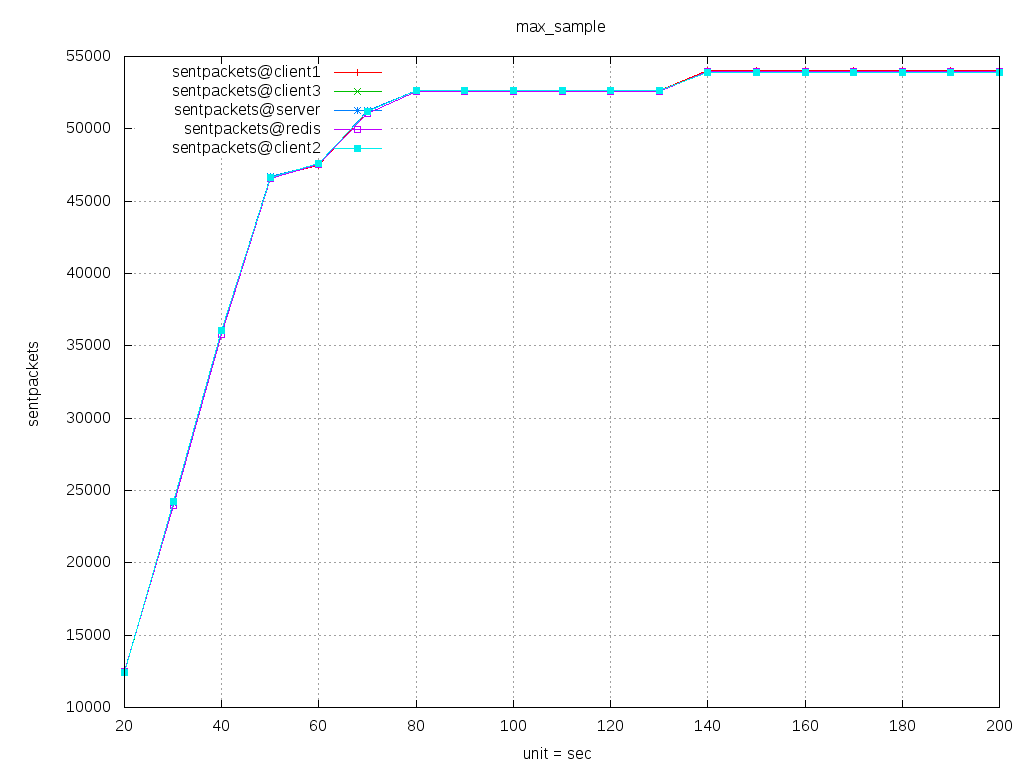 max_sample
55000
50000
45000
40000
35000
30000
25000
20000
15000
10000
sentpackets
sentpackets@client1
sentpackets@client3
sentpackets@server
sentpackets@redis
sentpackets@client2
20 40 60 80 100 120 140 160 180 200
unit = sec